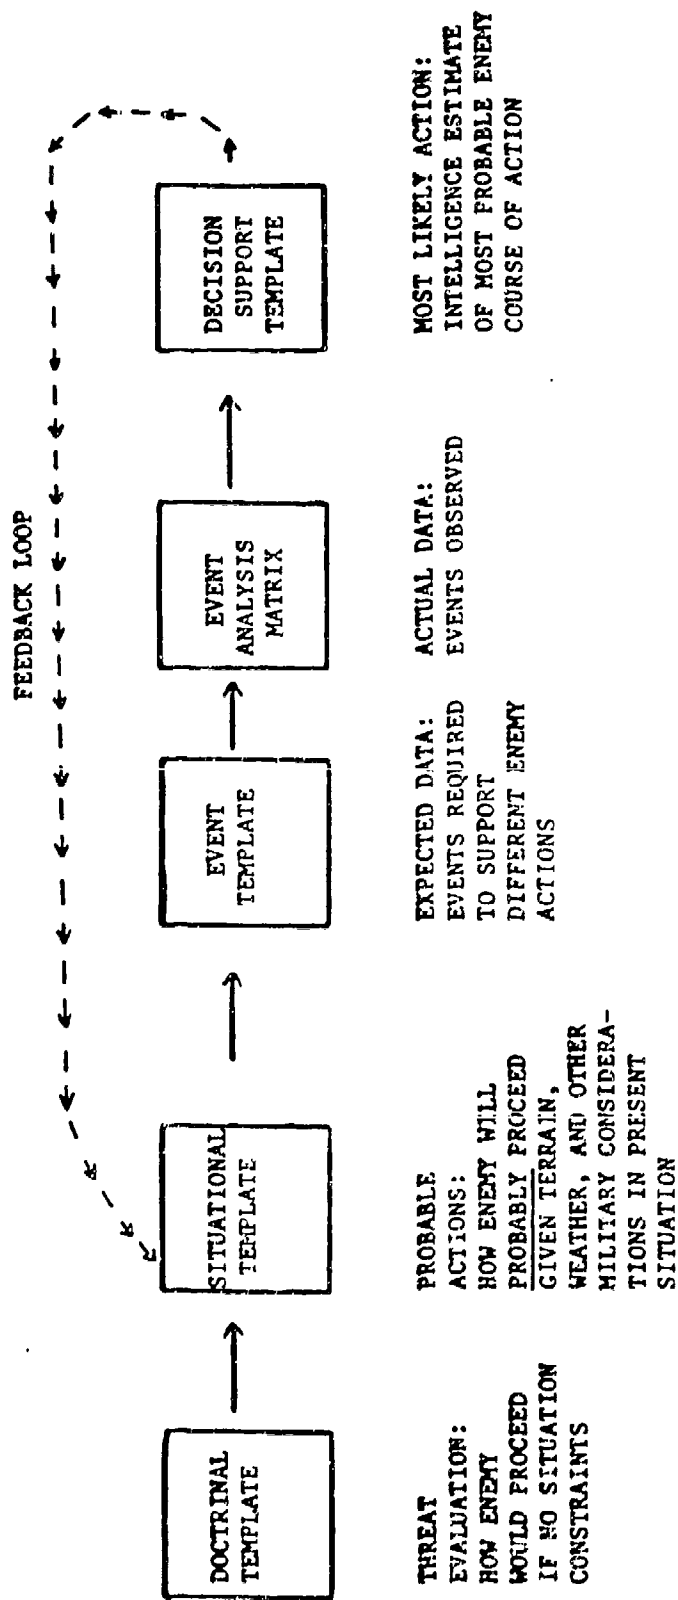 FEEDBACK LOOP
DOCTRINAL
TEMPLATE
SITUATIONAL
TEMPLATE
EVENT
TEMPLATE
EVENT
ANALYSIS
MATRIX
DECISION
SUPPORT
TEMPLATE
THREAT
EVALUATION:
HOW ENEMY
WOULD PROCEED
IF NO SITUATION
CONSTRAINTS
PROBABLE
ACTIONS:
HOW ENEMY WILL
PROBABLY PROCEED
GIVEN TERRAIN,
WEATHER, AND OTHER
MILITARY CONSIDERA-
TIONS IN PRESENT
SITUATION
EXPECTED DATA:
EVENTS REQUIRED
TO SUPPORT
DIFFERENT ENEMY
ACTIONS
ACTUAL DATA:
EVENTS OBSERVED
MOST LIKELY ACTION:
INTELLIGENCE ESTIMATE
OF MOST PROBABLE ENEMY
COURSE OF ACTION